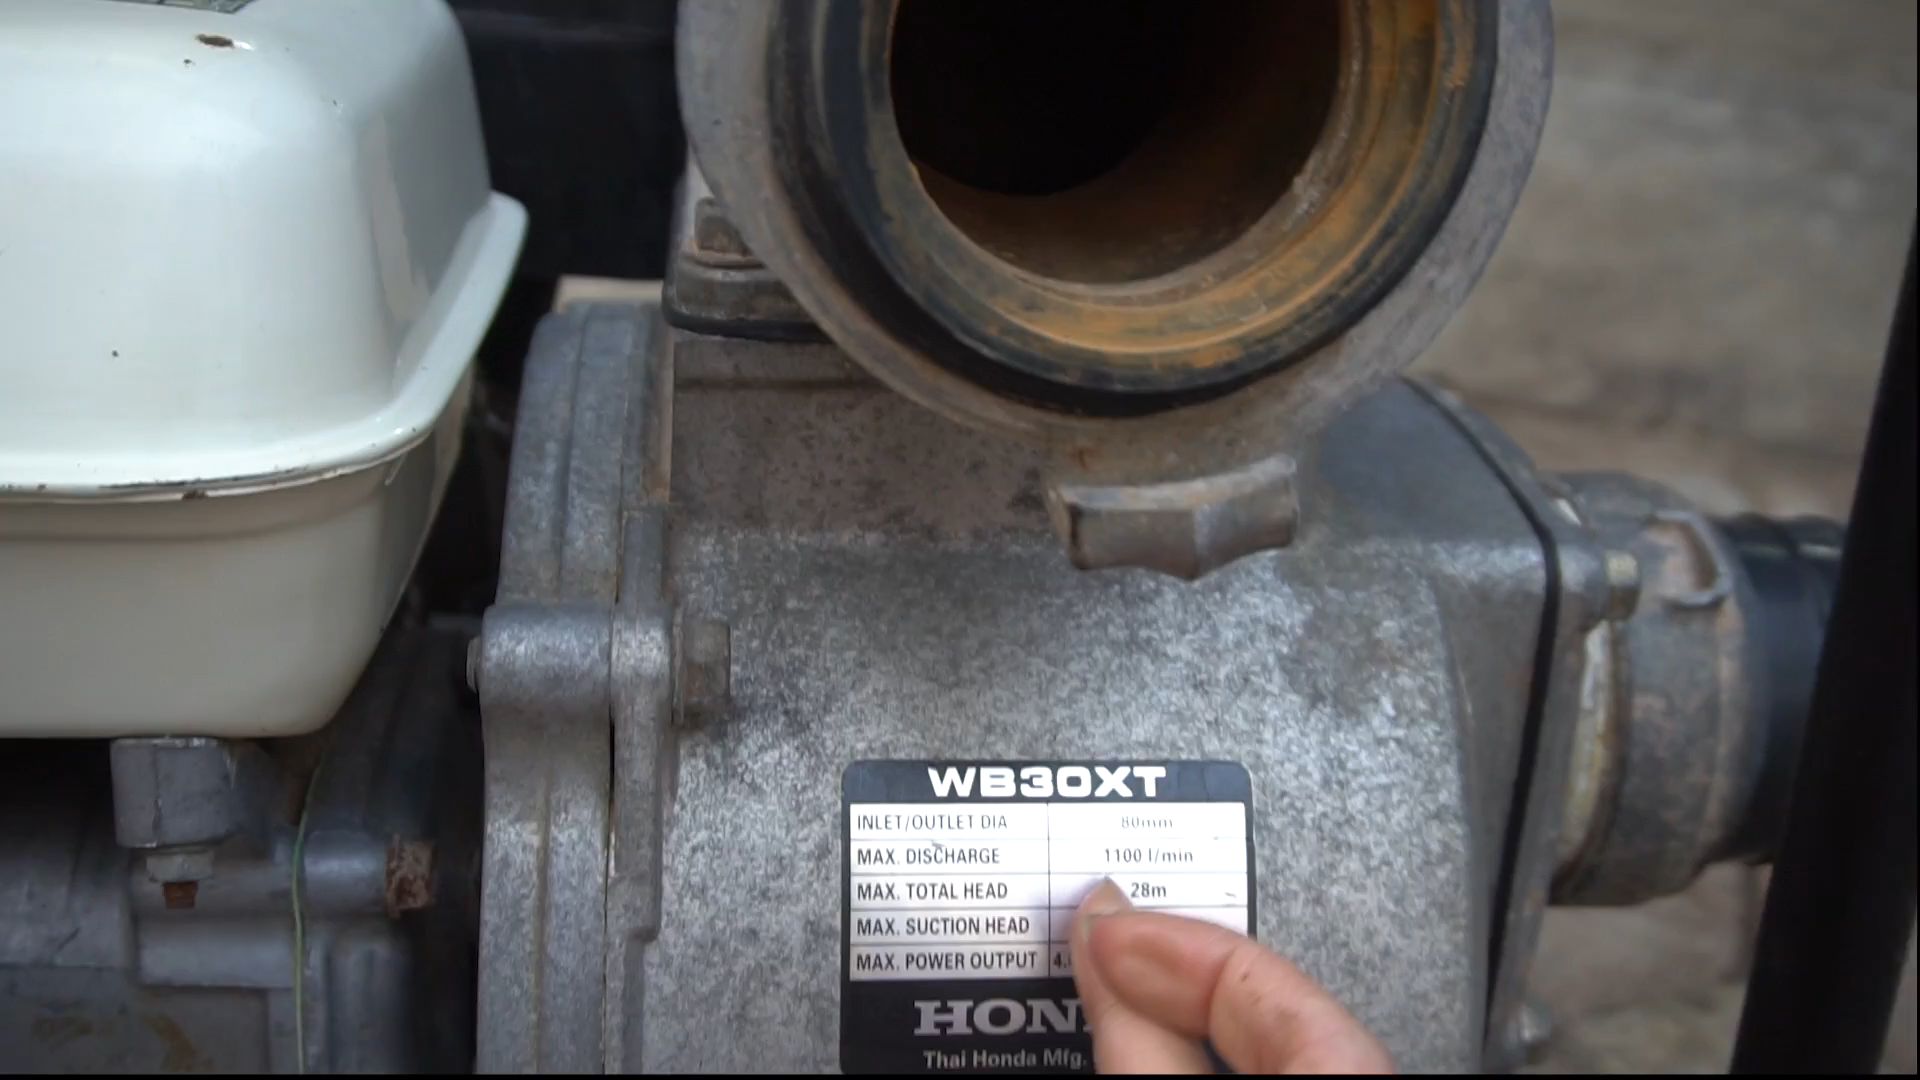 WB30XT
INLET/OUTLET DIA 80mm
MAX. DISCHARGE 1100 l/min
MAX. TOTAL HEAD 28m
MAX. SUCTION HEAD
MAX. POWER OUTPUT
Thai Honda Mfg.